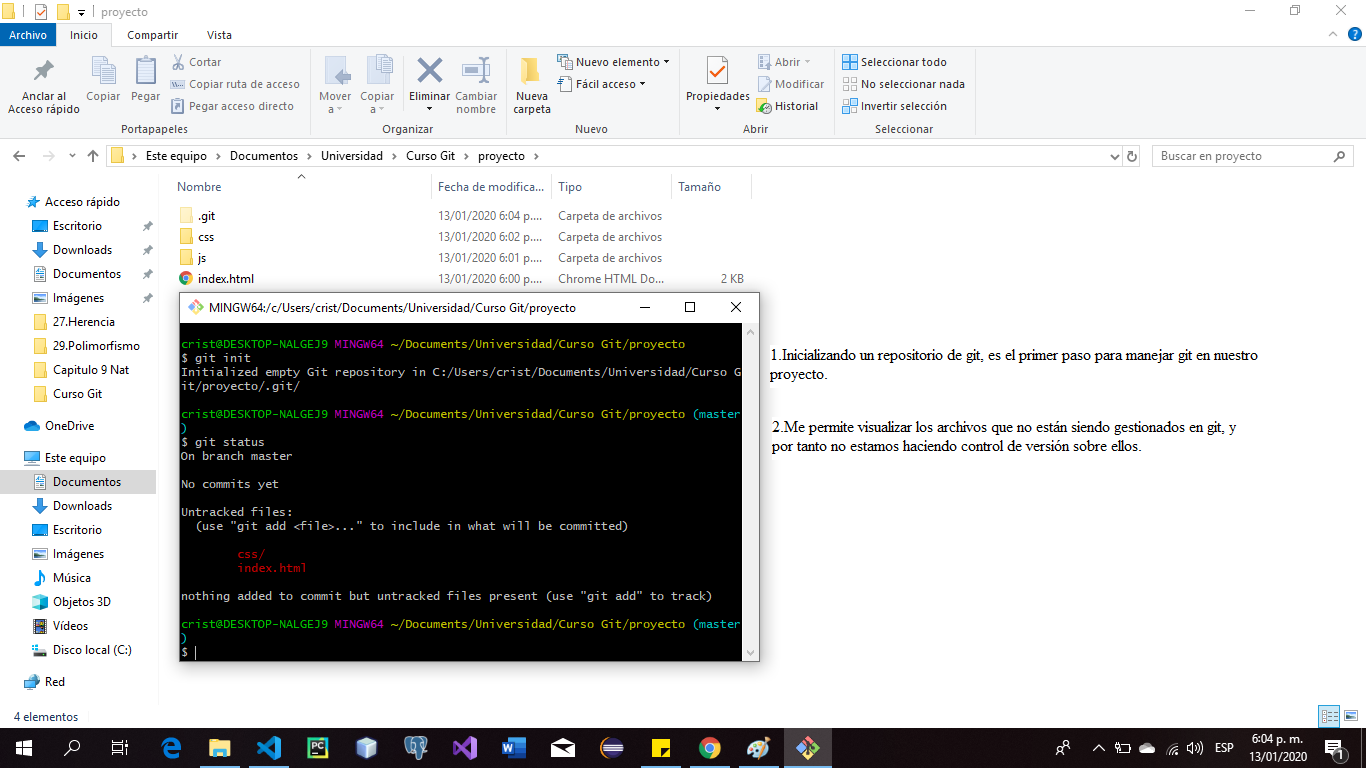 proyecto
Archivo Inicio Compartir Vista
Anclar al Acceso rápido
Copiar
Pegar
Cortar
Copiar ruta de acceso
Pegar acceso directo
Portapapeles
Mover a
Copiar a
Eliminar
Cambiar nombre
Organizar
Nueva carpeta
Nuevo elemento
Fácil acceso
Nuevo
Propiedades
Abrir
Modificar
Historial
Abrir
Seleccionar todo
No seleccionar nada
Invertir selección
Seleccionar
Este equipo > Documentos > Universidad > Curso Git > proyecto >
Buscar en proyecto
Acceso rápido
Escritorio
Downloads
Documentos
Imágenes
27.Herencia
29.Polimorfismo
Capitulo 9 Nat
Curso Git
OneDrive
Este equipo
Documentos
Downloads
Escritorio
Imágenes
Música
Objetos 3D
Vídeos
Disco local (C:)
Red
Nombre Fecha de modifica... Tipo Tamaño
.git 13/01/2020 6:04 p.... Carpeta de archivos
css 13/01/2020 6:02 p.... Carpeta de archivos
js 13/01/2020 6:01 p.... Carpeta de archivos
index.html 13/01/2020 6:00 p.... Chrome HTML Do... 2 KB
MINGW64:/c/Users/crist/Documents/Universidad/Curso Git/proyecto
crist@DESKTOP-NALGEJ9 MINGW64 ~/Documents/Universidad/Curso Git/proyecto
$ git init
Initialized empty Git repository in C:/Users/crist/Documents/Universidad/Curso G
it/proyecto/.git/
crist@DESKTOP-NALGEJ9 MINGW64 ~/Documents/Universidad/Curso Git/proyecto (master
)
$ git status
On branch master
No commits yet
Untracked files:
(use "git add <file>..." to include in what will be committed)
css/
index.html
nothing added to commit but untracked files present (use "git add" to track)
crist@DESKTOP-NALGEJ9 MINGW64 ~/Documents/Universidad/Curso Git/proyecto (master
)
$
1.Inicializando un repositorio de git, es el primer paso para manejar git en nuestro
proyecto.
2.Me permite visualizar los archivos que no están siendo gestionados en git, y
por tanto no estamos haciendo control de versión sobre ellos.
4 elementos
PC
ESP
6:04 p. m.
13/01/2020
1